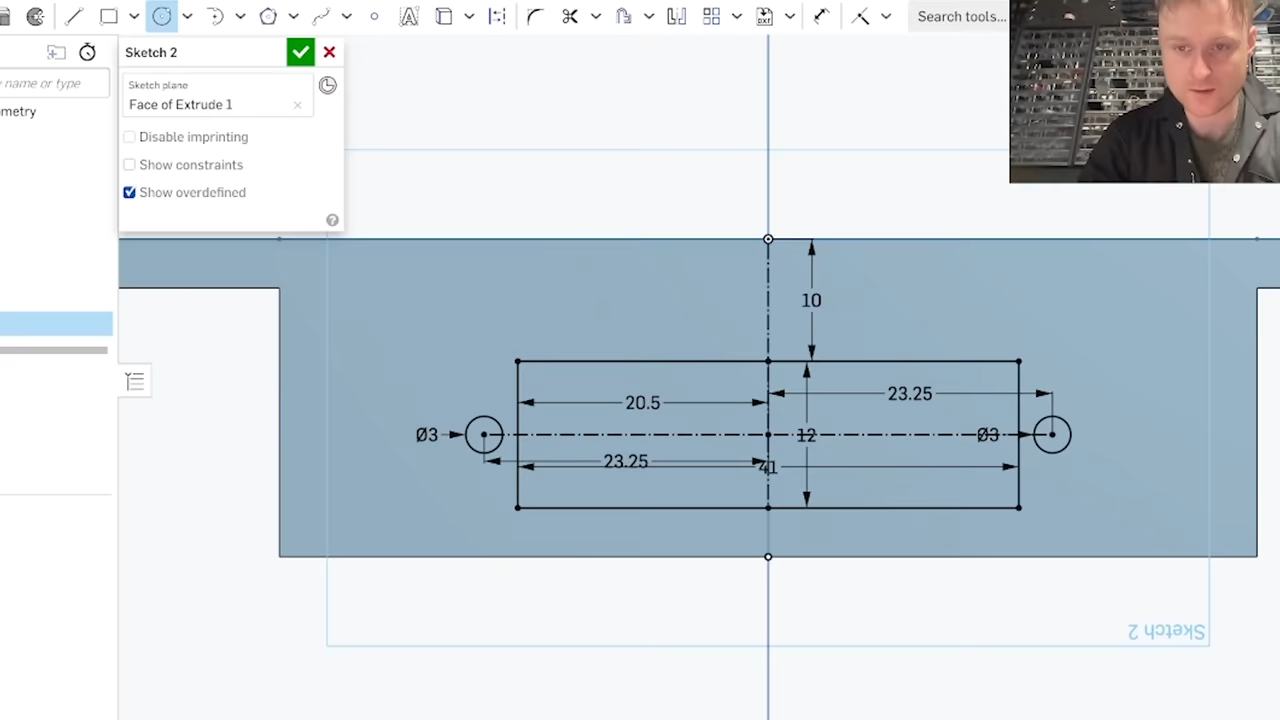 Search tools...
Sketch 2
Sketch plane
name or type
Face of Extrude 1
metry
Disable imprinting
Show constraints
Show overdefined
10
23.25
20.5
Ø3
12
Ø3
23.25
41
Sketch 2